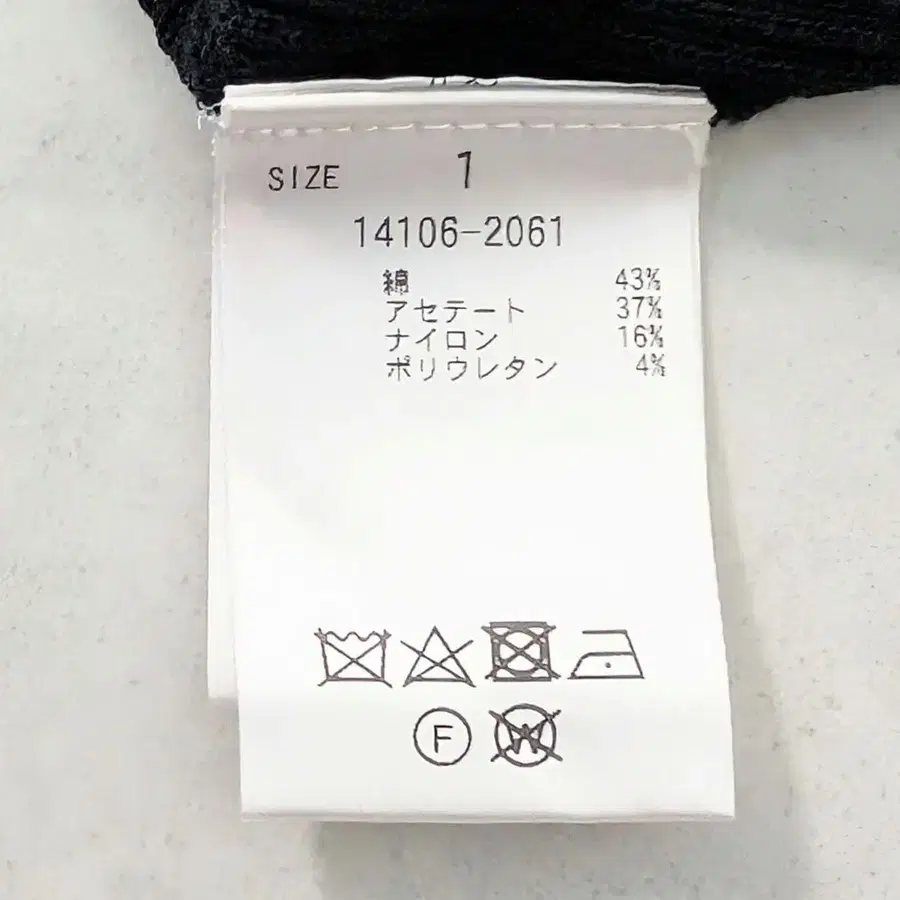 SIZE 1
14106-2061
綿 43%
アセテート 37%
ナイロン 16%
ポリウレタン 4%
F
W